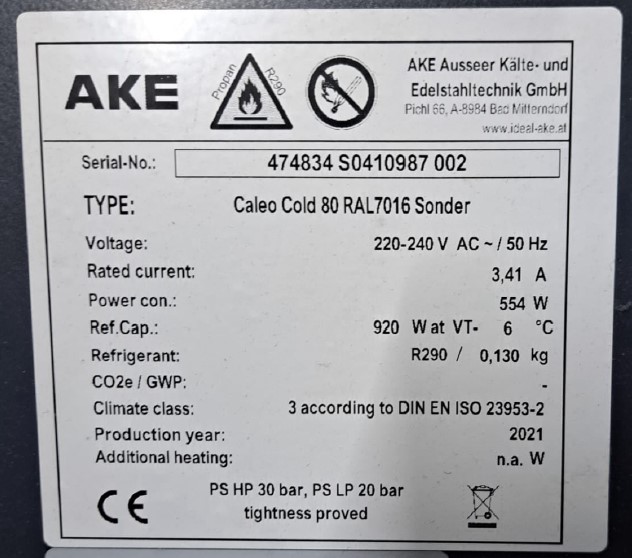 AKE
Propan R290
AKE Ausseer Kälte- und
Edelstahltechnik GmbH
Pichl 66, A-8984 Bad Mitterndorf
www.ideal-ake.at
Serial-No.: 474834 S0410987 002
TYPE: Caleo Cold 80 RAL7016 Sonder
Voltage: 220-240 V AC ~ / 50 Hz
Rated current: 3,41 A
Power con.: 554 W
Ref.Cap.: 920 W at VT- 6 °C
Refrigerant: R290 / 0,130 kg
CO2e / GWP: -
Climate class: 3 according to DIN EN ISO 23953-2
Production year: 2021
Additional heating: n.a. W
CE
PS HP 30 bar, PS LP 20 bar
tightness proved